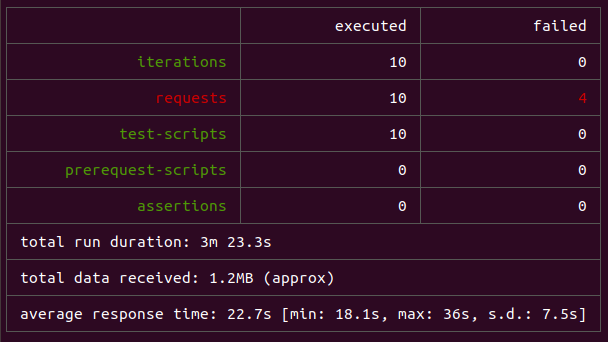 executed failed
iterations 10 0
requests 10 4
test-scripts 10 0
prerequest-scripts 0 0
assertions 0 0
total run duration: 3m 23.3s
total data received: 1.2MB (approx)
average response time: 22.7s [min: 18.1s, max: 36s, s.d.: 7.5s]